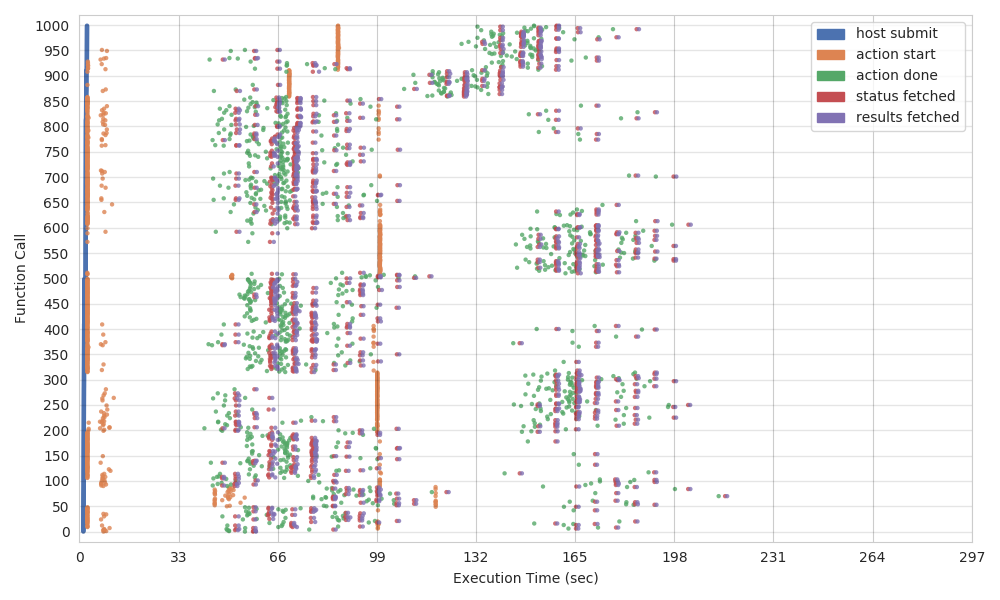 1000
950
900
850
800
750
700
650
600
550
500
450
400
350
300
250
200
150
100
50
0
Function Call
0 33 66 99 132 165 198 231 264 297
Execution Time (sec)
host submit
action start
action done
status fetched
results fetched